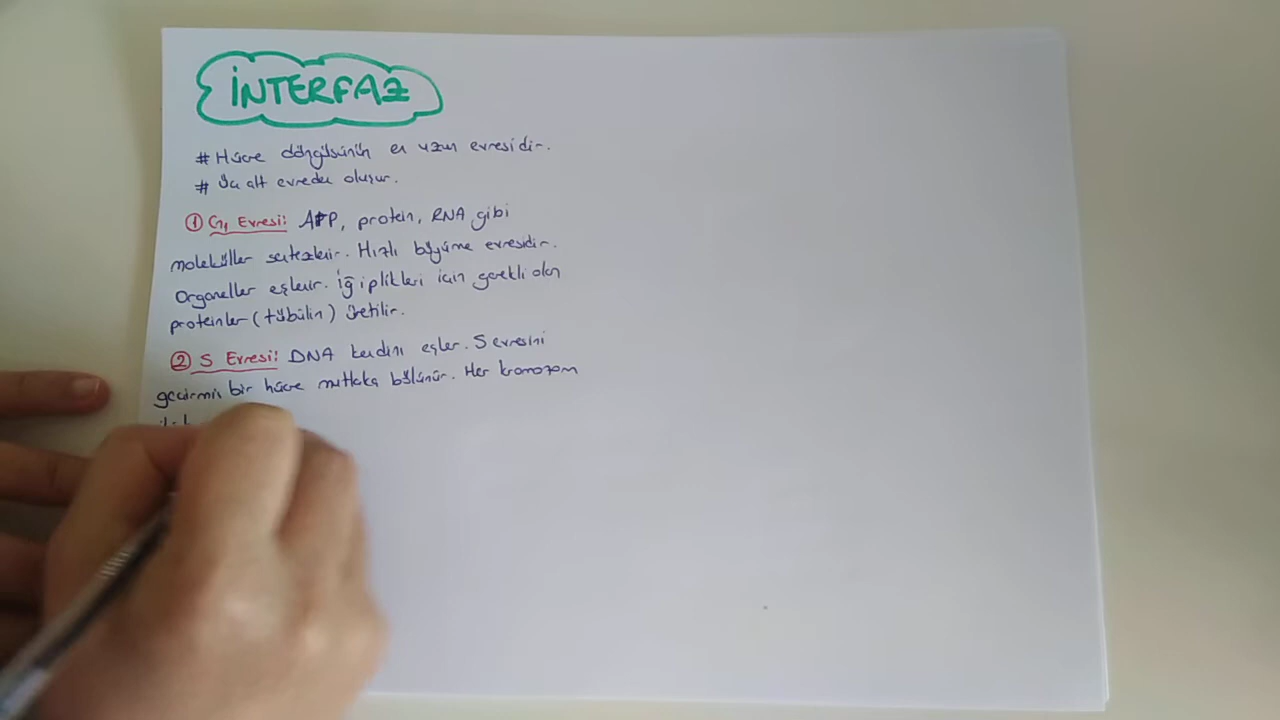 İNTERFAZ
# Hücre döngüsünün en uzun evresidir.
# Üç alt evreden oluşur.
① G₁ Evresi: ATP, protein, RNA gibi
moleküller sentezlenir. Hızlı büyüme evresidir.
Organeller eşlenir. İğ iplikleri için gerekli olan
proteinler (tübülin) üretilir.
② S Evresi: DNA kendini eşler. S evresini
geçirmiş bir hücre mutlaka bölünür. Her kromozom